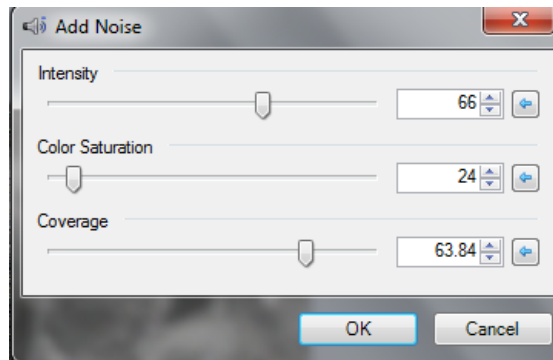 Add Noise
Intensity
66
Color Saturation
24
Coverage
63.84
OK Cancel